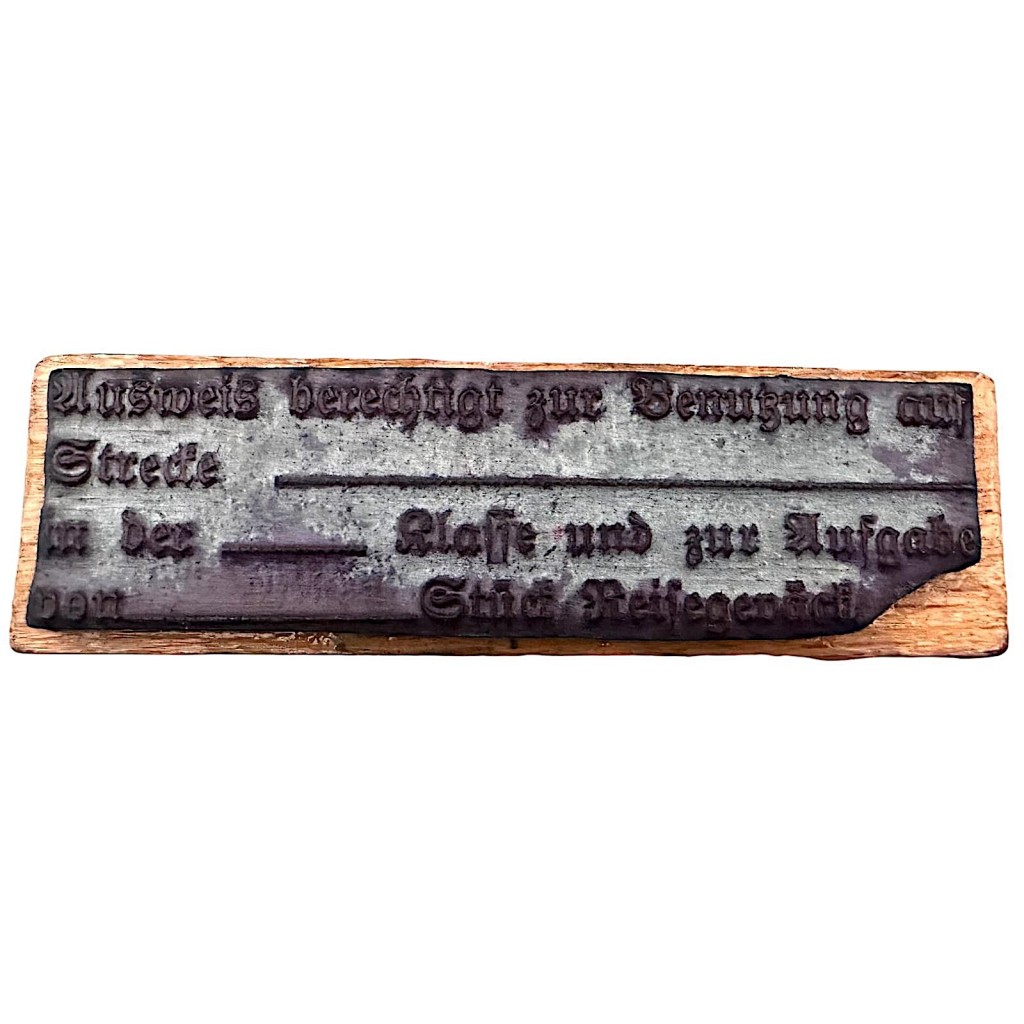 Ausweis berechtigt zur Benutzung auf
Strecke
in der Klasse und zur Aufgabe
von Stück Reisegepäck